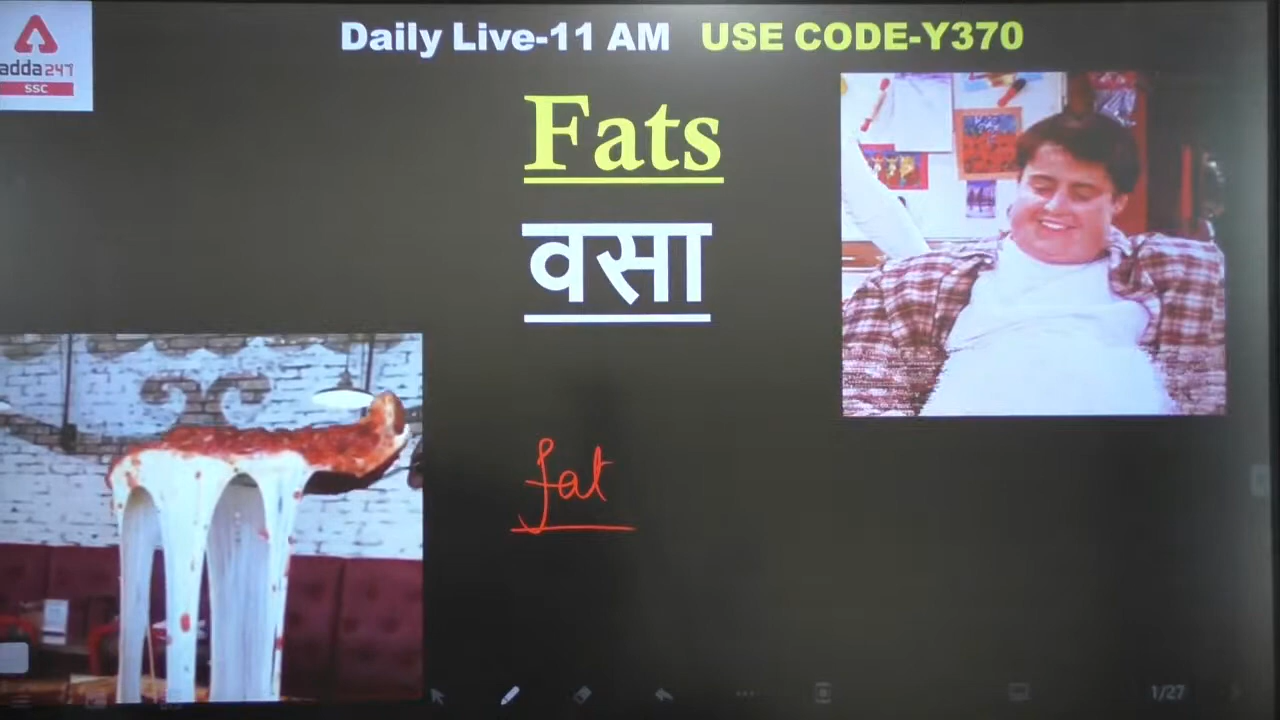 adda247
SSC
Daily Live-11 AM USE CODE-Y370
Fats
वसा
fat
1/27